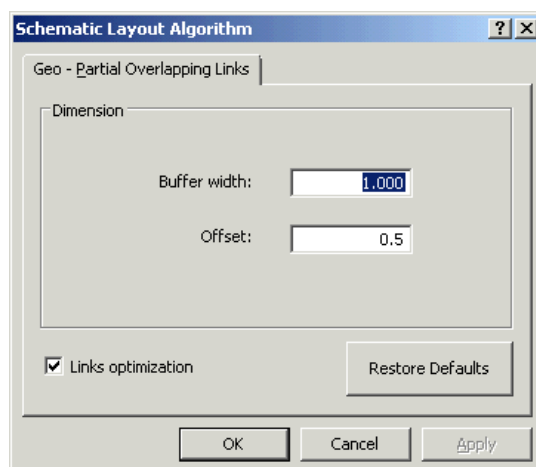 Schematic Layout Algorithm
Geo - Partial Overlapping Links
Dimension
Buffer width: 1.000
Offset: 0.5
Links optimization
Restore Defaults
OK Cancel Apply